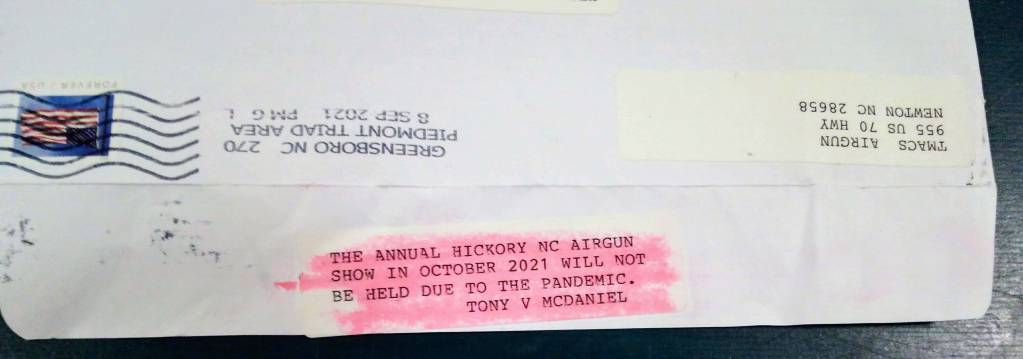 FOREVER / USA
GREENSBORO NC 270
PIEDMONT TRIAD AREA
8 SEP 2021 PM 6 L
TMACS AIRGUN
955 US 70 HWY
NEWTON NC 28658
THE ANNUAL HICKORY NC AIRGUN
SHOW IN OCTOBER 2021 WILL NOT
BE HELD DUE TO THE PANDEMIC.
TONY V MCDANIEL